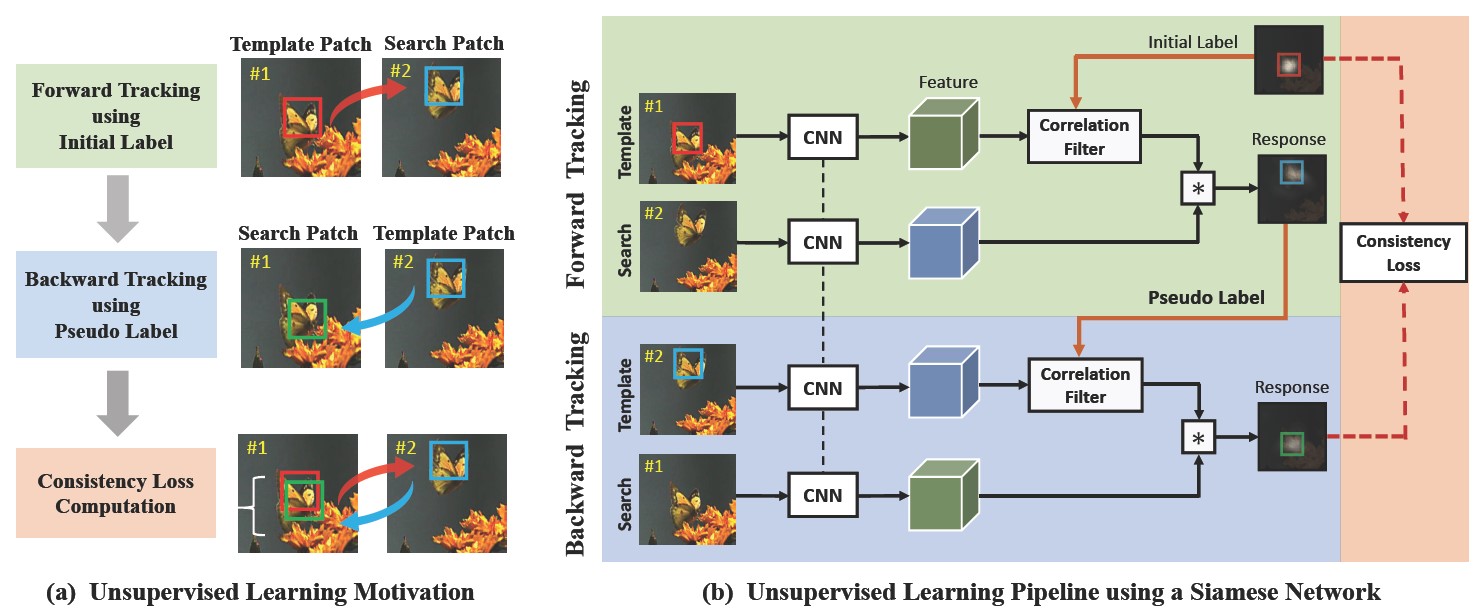 Template Patch
Search Patch
Forward Tracking
using
Initial Label
#1
#2
Search Patch
Template Patch
Backward Tracking
using
Pseudo Label
#1
#2
Consistency Loss
Computation
#1
#2
(a) Unsupervised Learning Motivation
Forward Tracking
Template
#1
CNN
Feature
Correlation
Filter
Initial Label
Search
#2
CNN
*
Response
Pseudo Label
Consistency
Loss
Backward Tracking
Template
#2
CNN
Correlation
Filter
Search
#1
CNN
*
Response
(b) Unsupervised Learning Pipeline using a Siamese Network